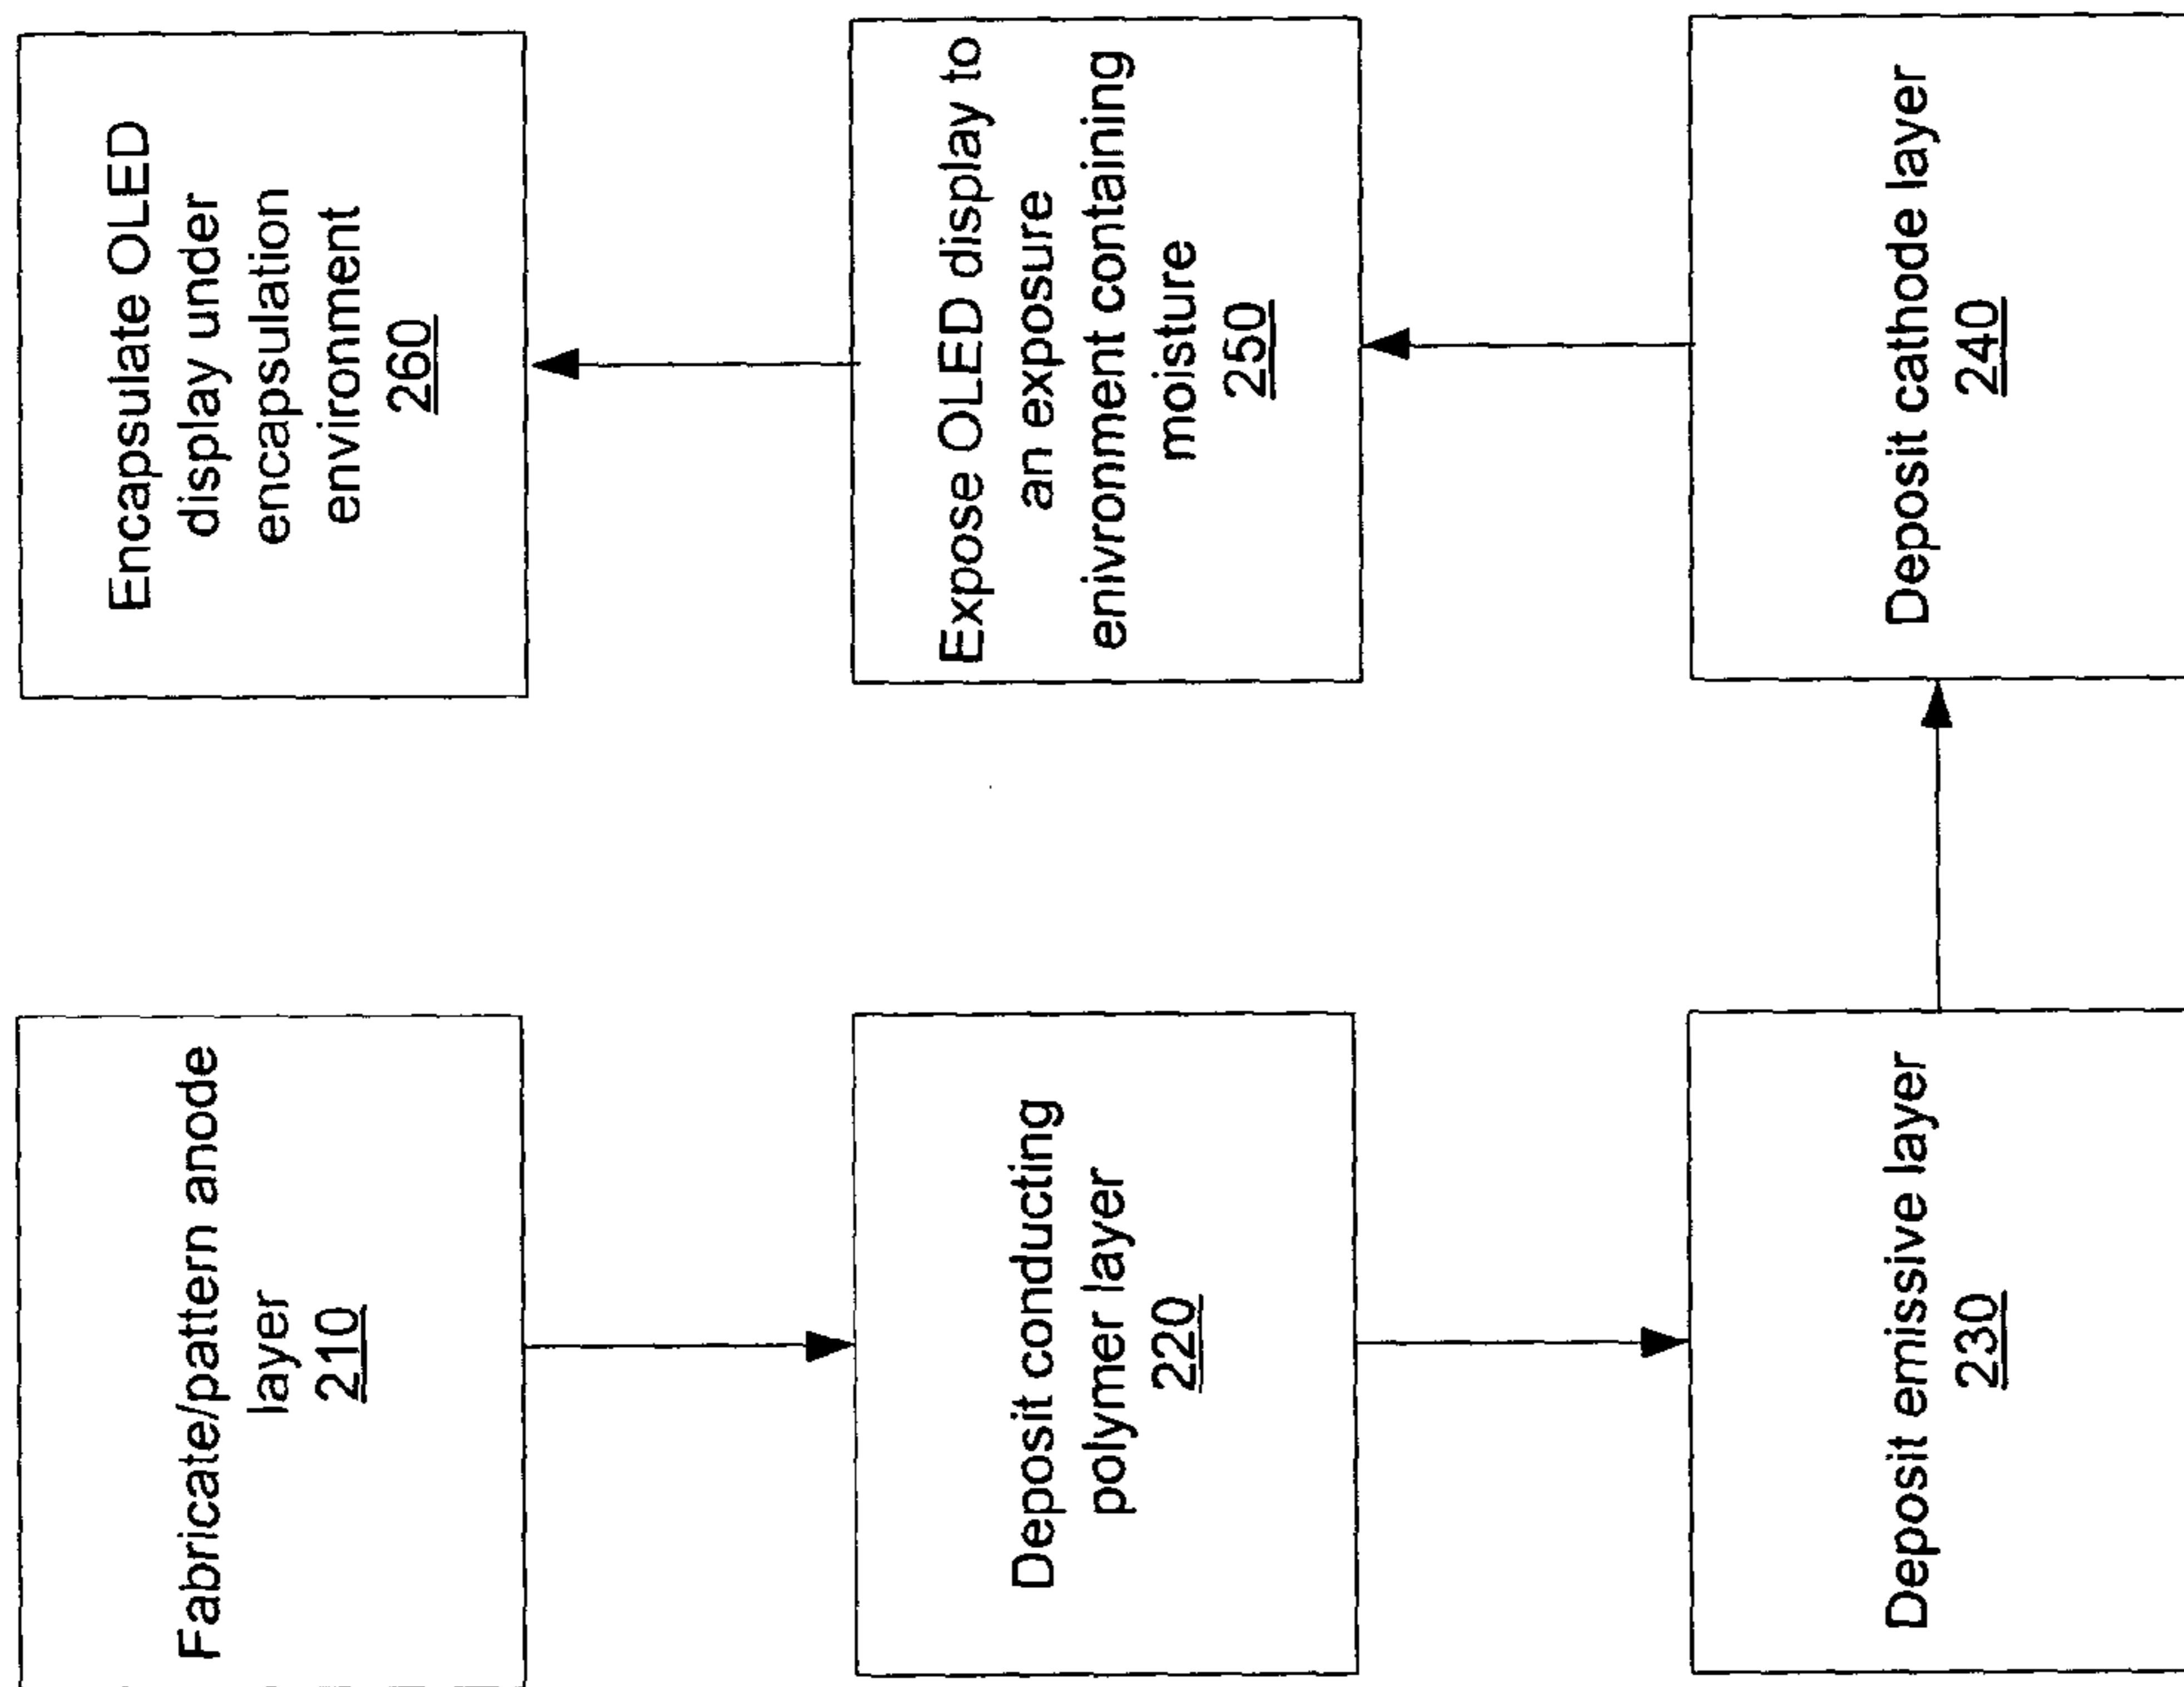 Fabricate/pattern anode
layer
210
Deposit conducting
polymer layer
220
Deposit emissive layer
230
Deposit cathode layer
240
Expose OLED display to
an exposure
enivronment containing
moisture
250
Encapsulate OLED
display under
encapsulation
environment
260